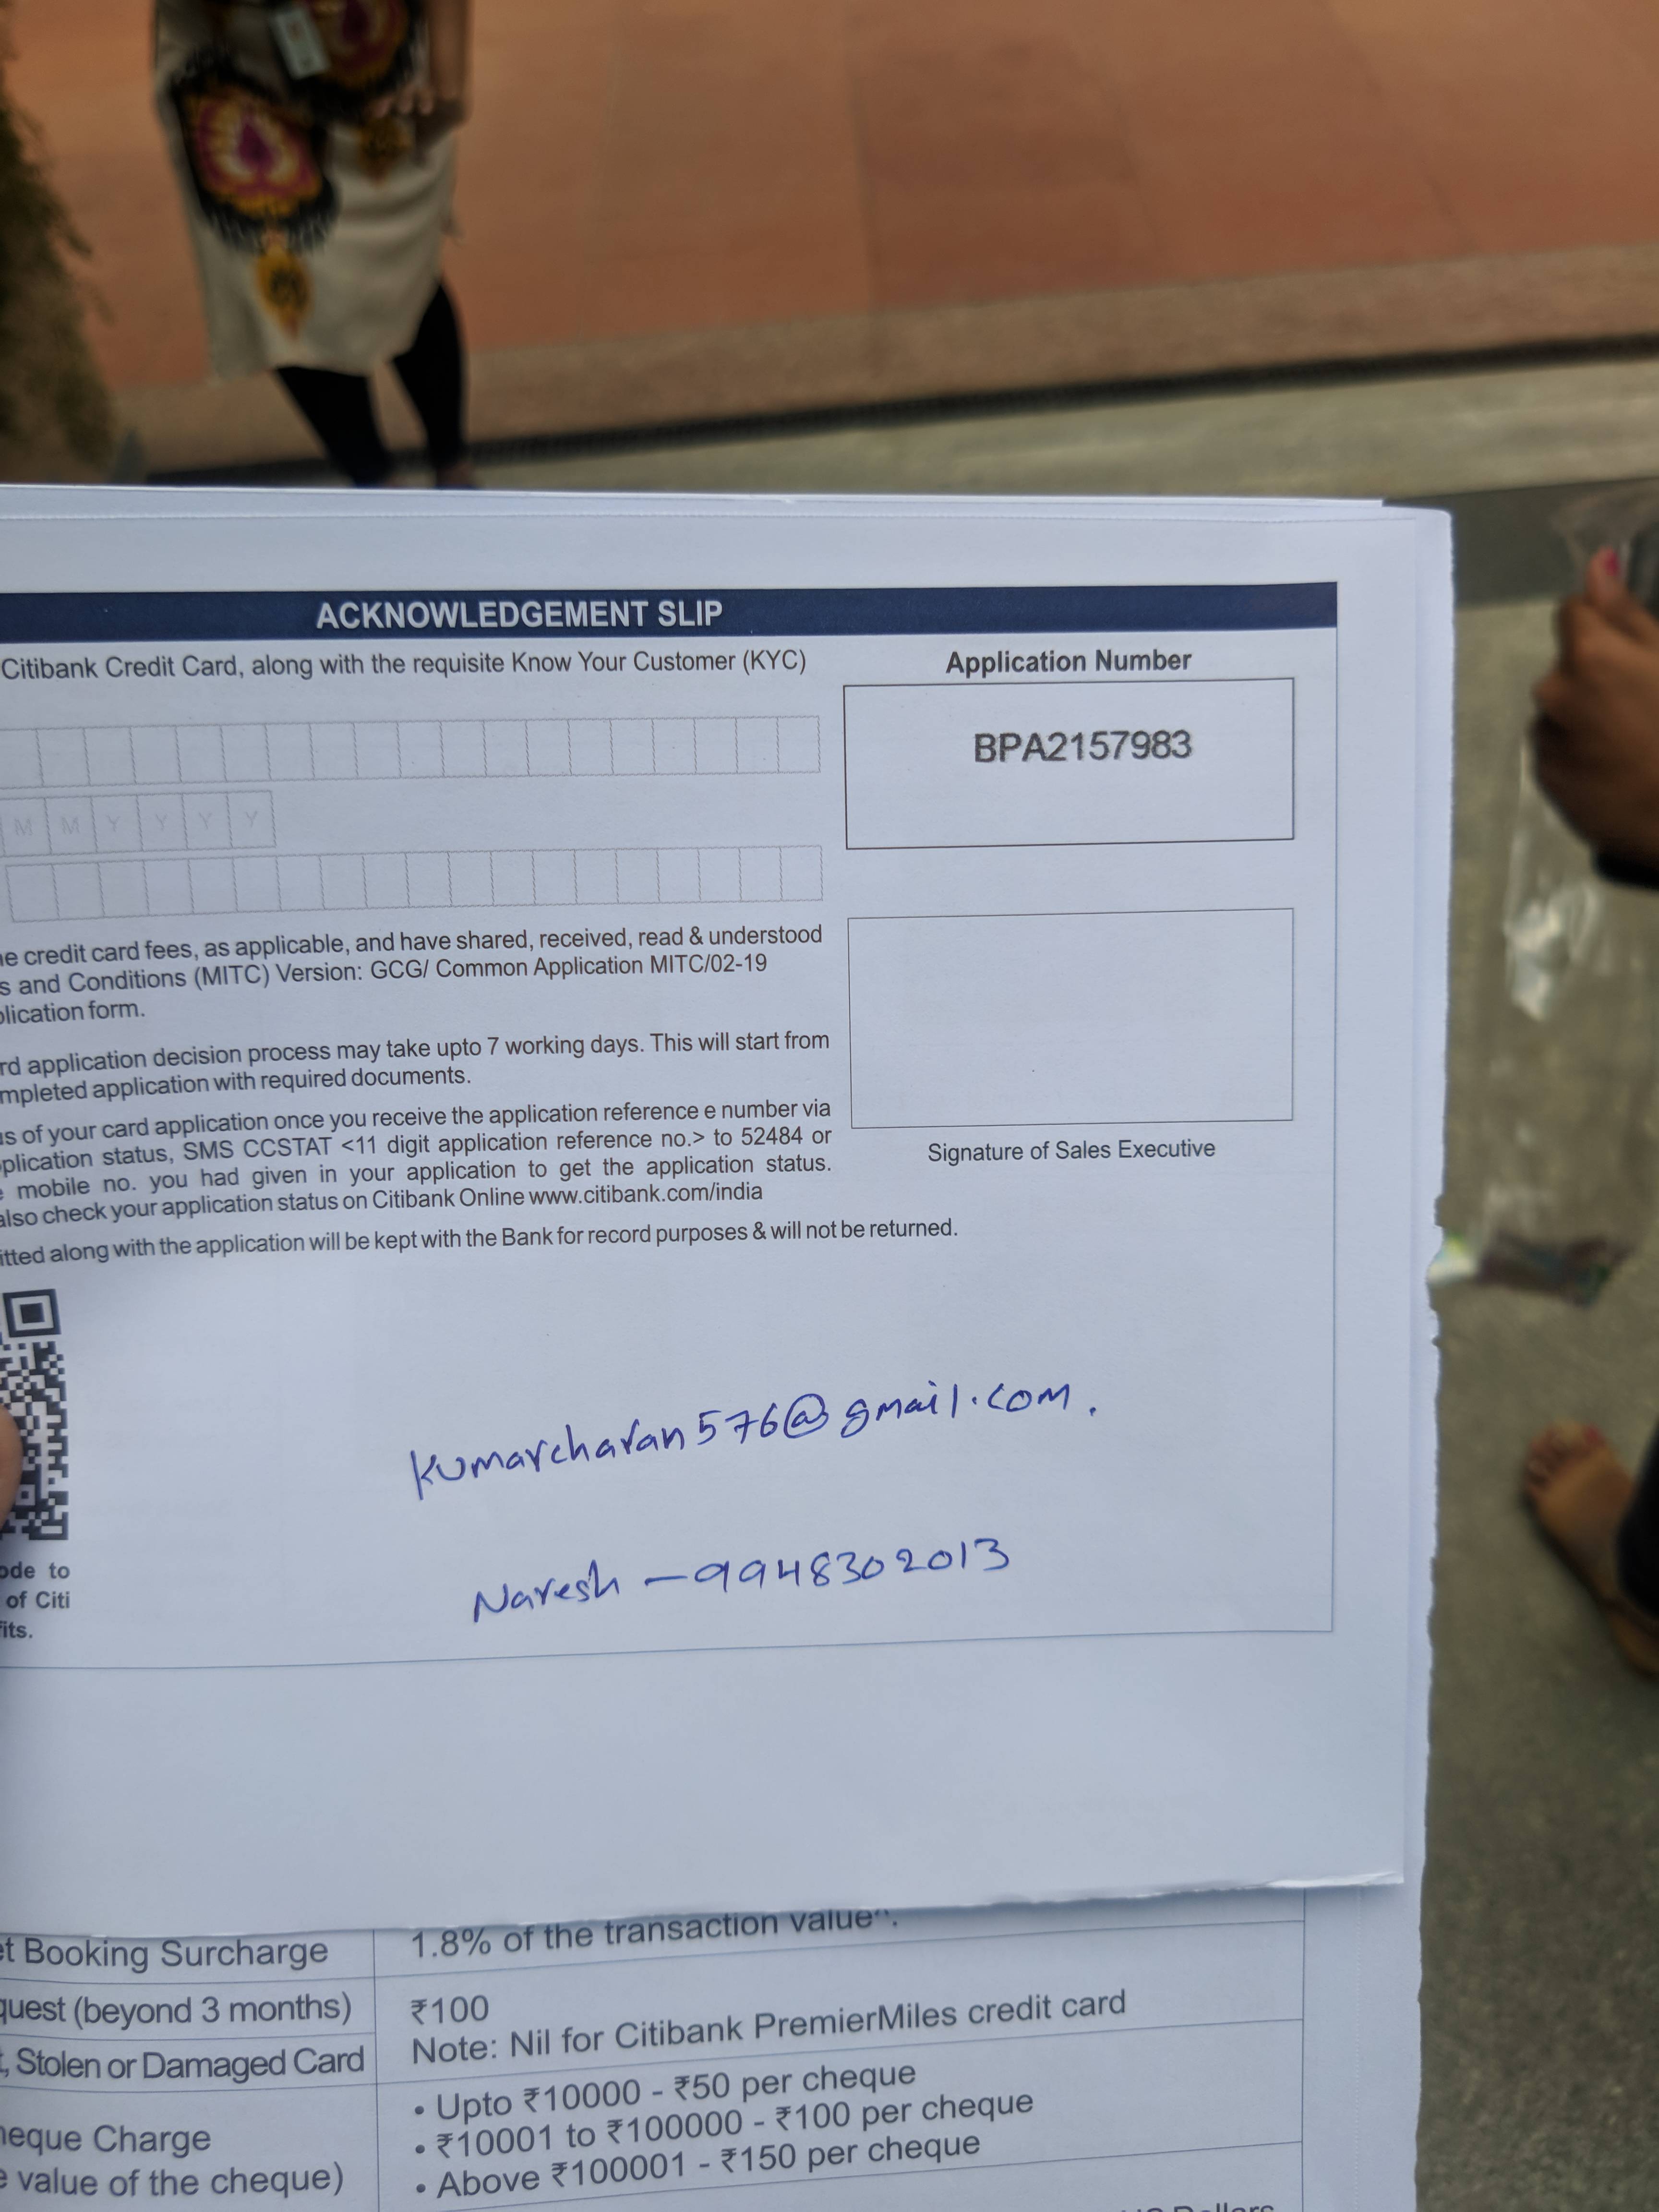 ACKNOWLEDGEMENT SLIP
Citibank Credit Card, along with the requisite Know Your Customer (KYC)
Application Number
BPA2157983
M M Y Y Y Y
credit card fees, as applicable, and have shared, received, read & understood
and Conditions (MITC) Version: GCG/ Common Application MITC/02-19
form.
application decision process may take upto 7 working days. This will start from
application with required documents.
of your card application once you receive the application reference e number via
status, SMS CCSTAT <11 digit application reference no.> to 52484 or
mobile no. you had given in your application to get the application status.
also check your application status on Citibank Online www.citibank.com/india
along with the application will be kept with the Bank for record purposes & will not be returned.
Signature of Sales Executive
kumarcharan576@gmail.com.
Naresh - 9948302013
to
of Citi
1.8% of the transaction value^^.
Booking Surcharge
(beyond 3 months)
₹100
Note: Nil for Citibank PremierMiles credit card
Stolen or Damaged Card
• Upto ₹10000 - ₹50 per cheque
• ₹10001 to ₹100000 - ₹100 per cheque
• Above ₹100001 - ₹150 per cheque
Charge
value of the cheque)